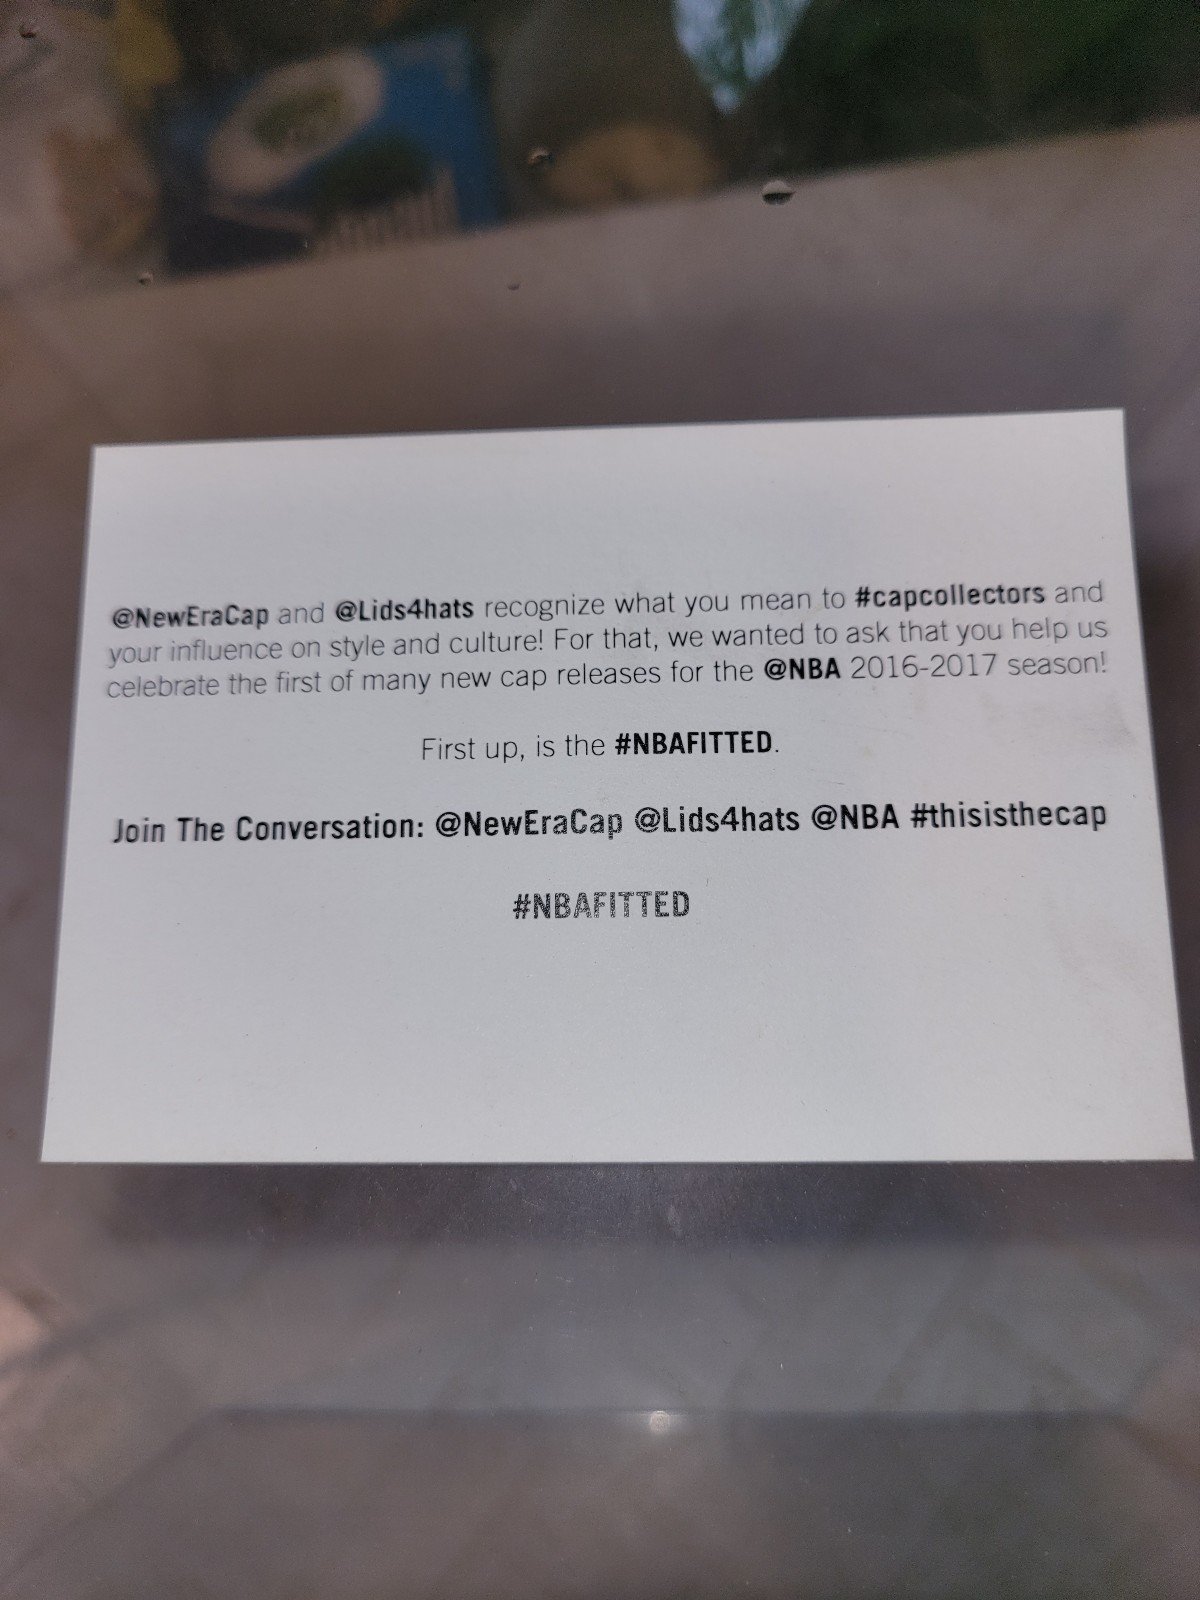 @NewEraCap and @Lids4hats recognize what you mean to #capcollectors and
your influence on style and culture! For that, we wanted to ask that you help us
celebrate the first of many new cap releases for the @NBA 2016-2017 season!
First up, is the #NBAFITTED.
Join The Conversation: @NewEraCap @Lids4hats @NBA #thisisthecap
#NBAFITTED